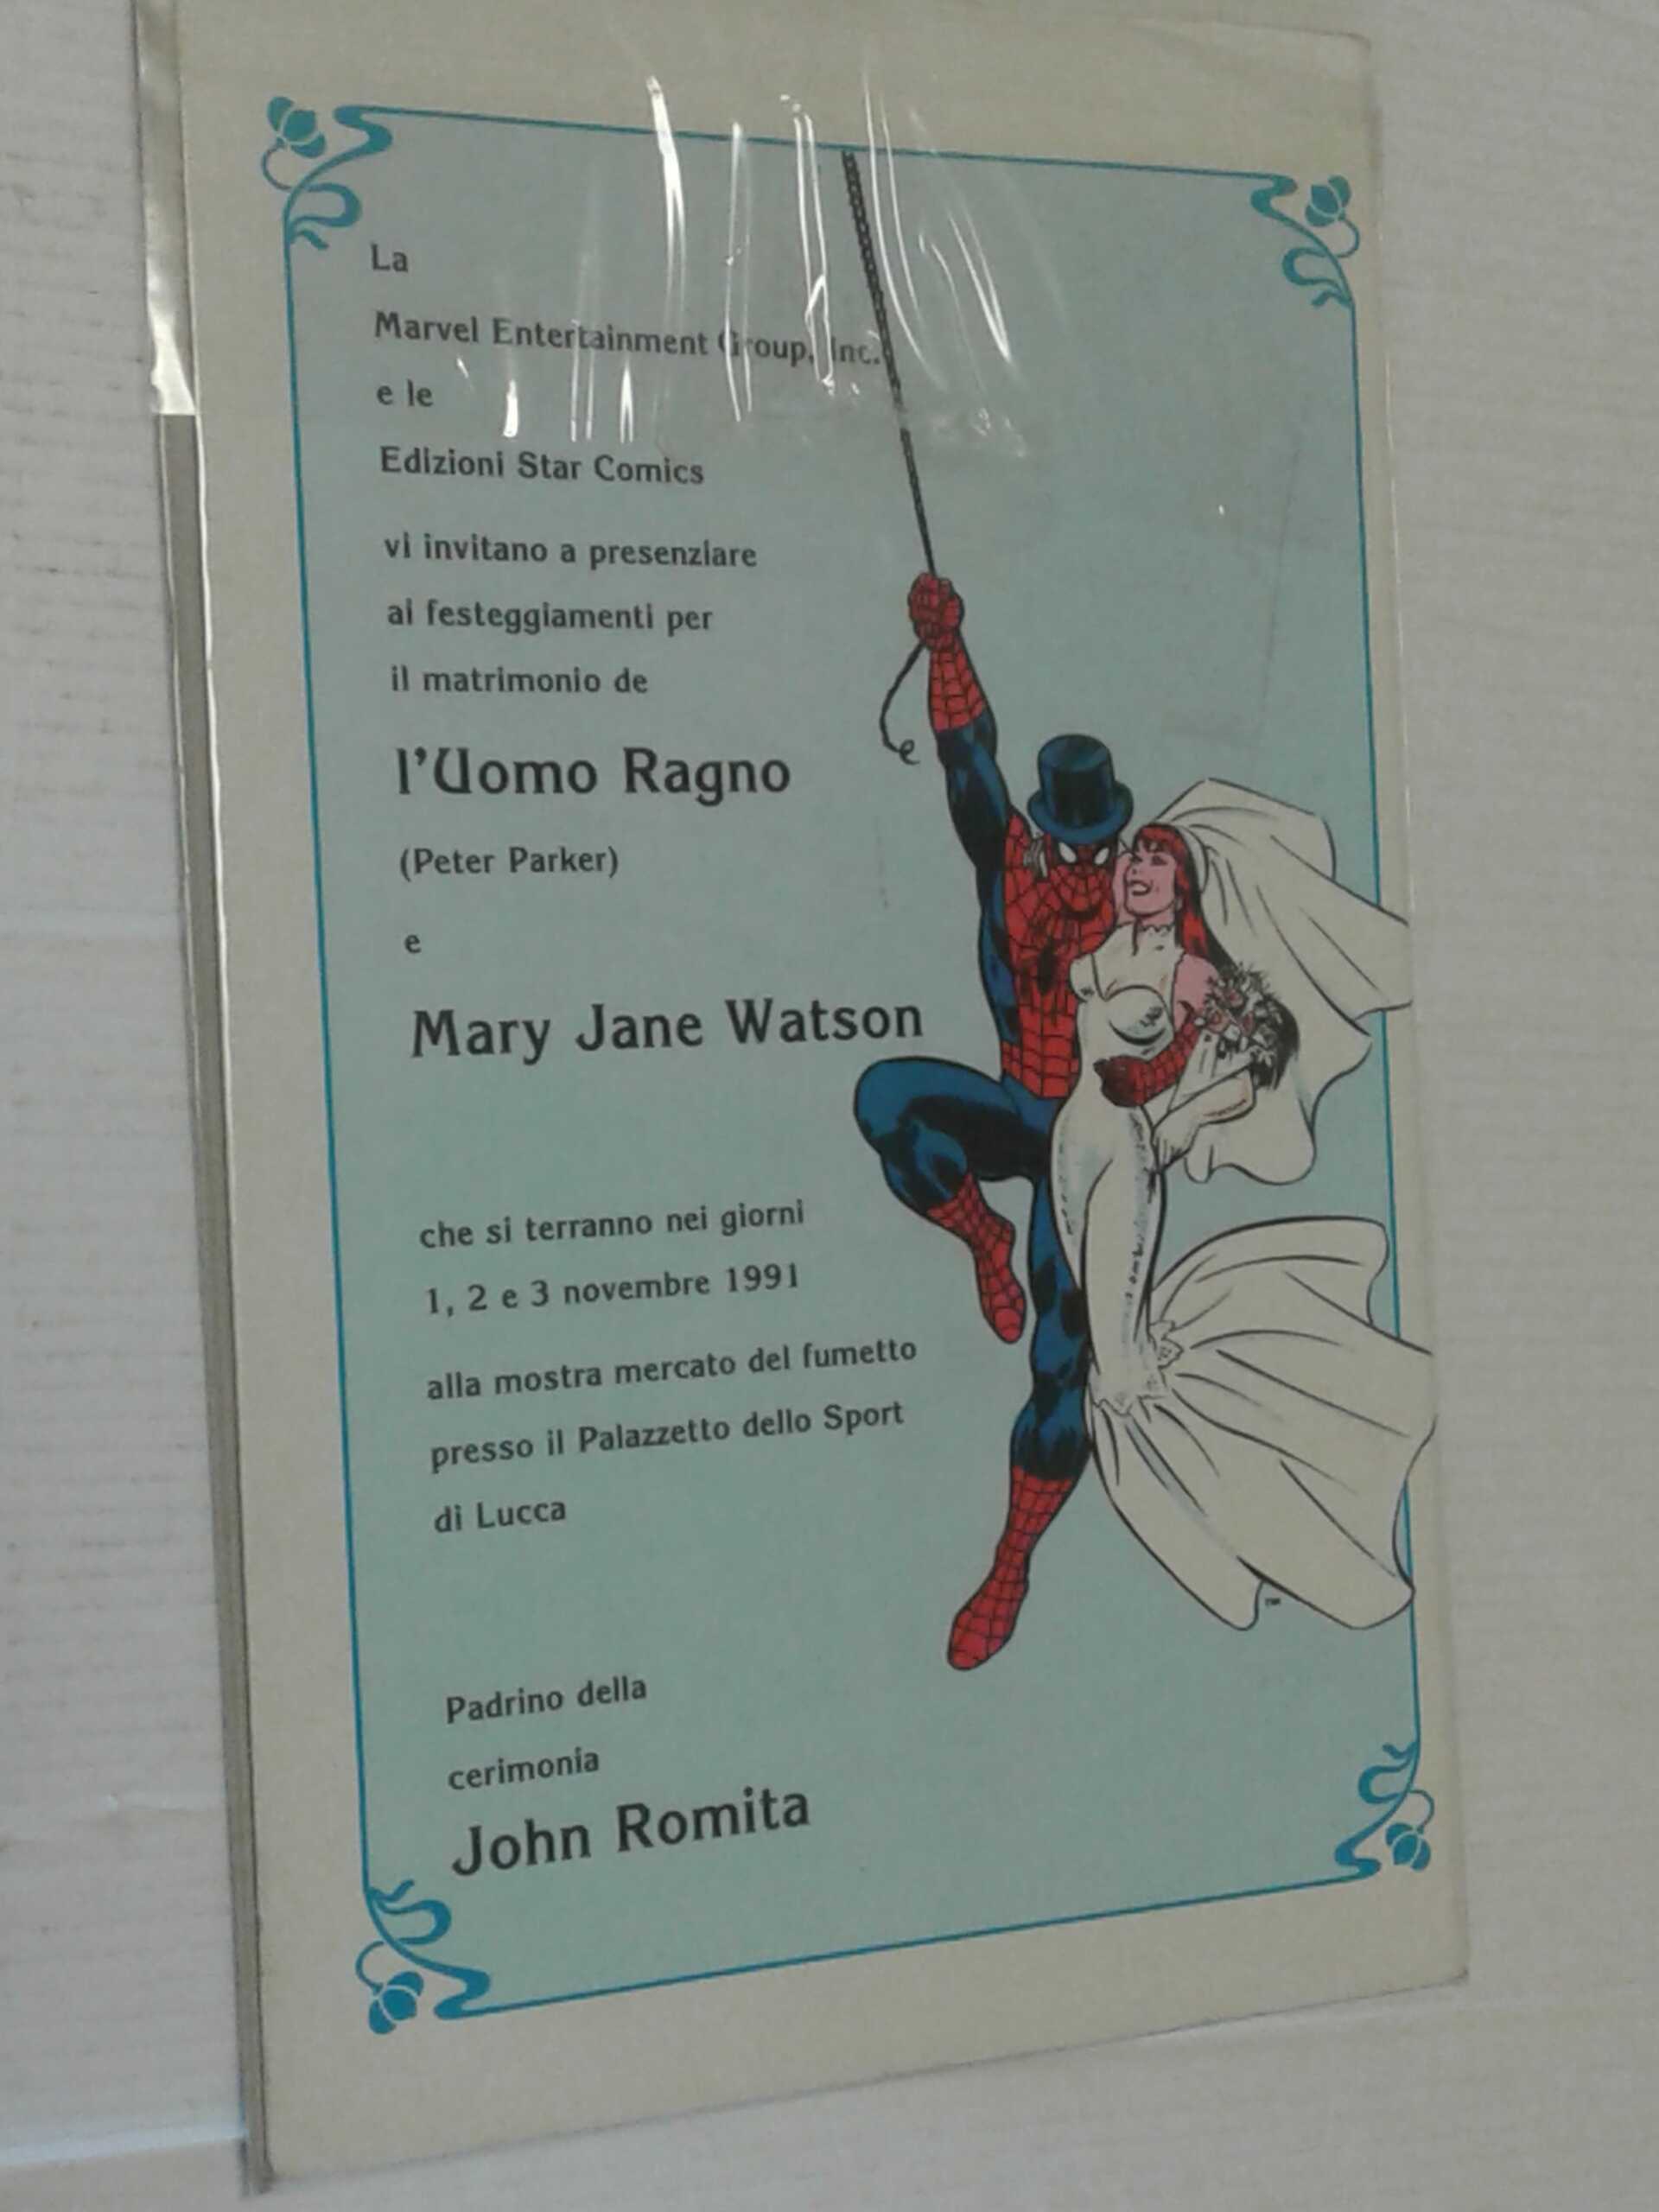 La
Marvel Entertainment Group, Inc.
e le
Edizioni Star Comics
vi invitano a presenziare
ai festeggiamenti per
il matrimonio de
l'Uomo Ragno
(Peter Parker)
e
Mary Jane Watson
che si terranno nei giorni
1, 2 e 3 novembre 1991
alla mostra mercato del fumetto
presso il Palazzetto dello Sport
di Lucca
TM
Padrino della
cerimonia
John Romita